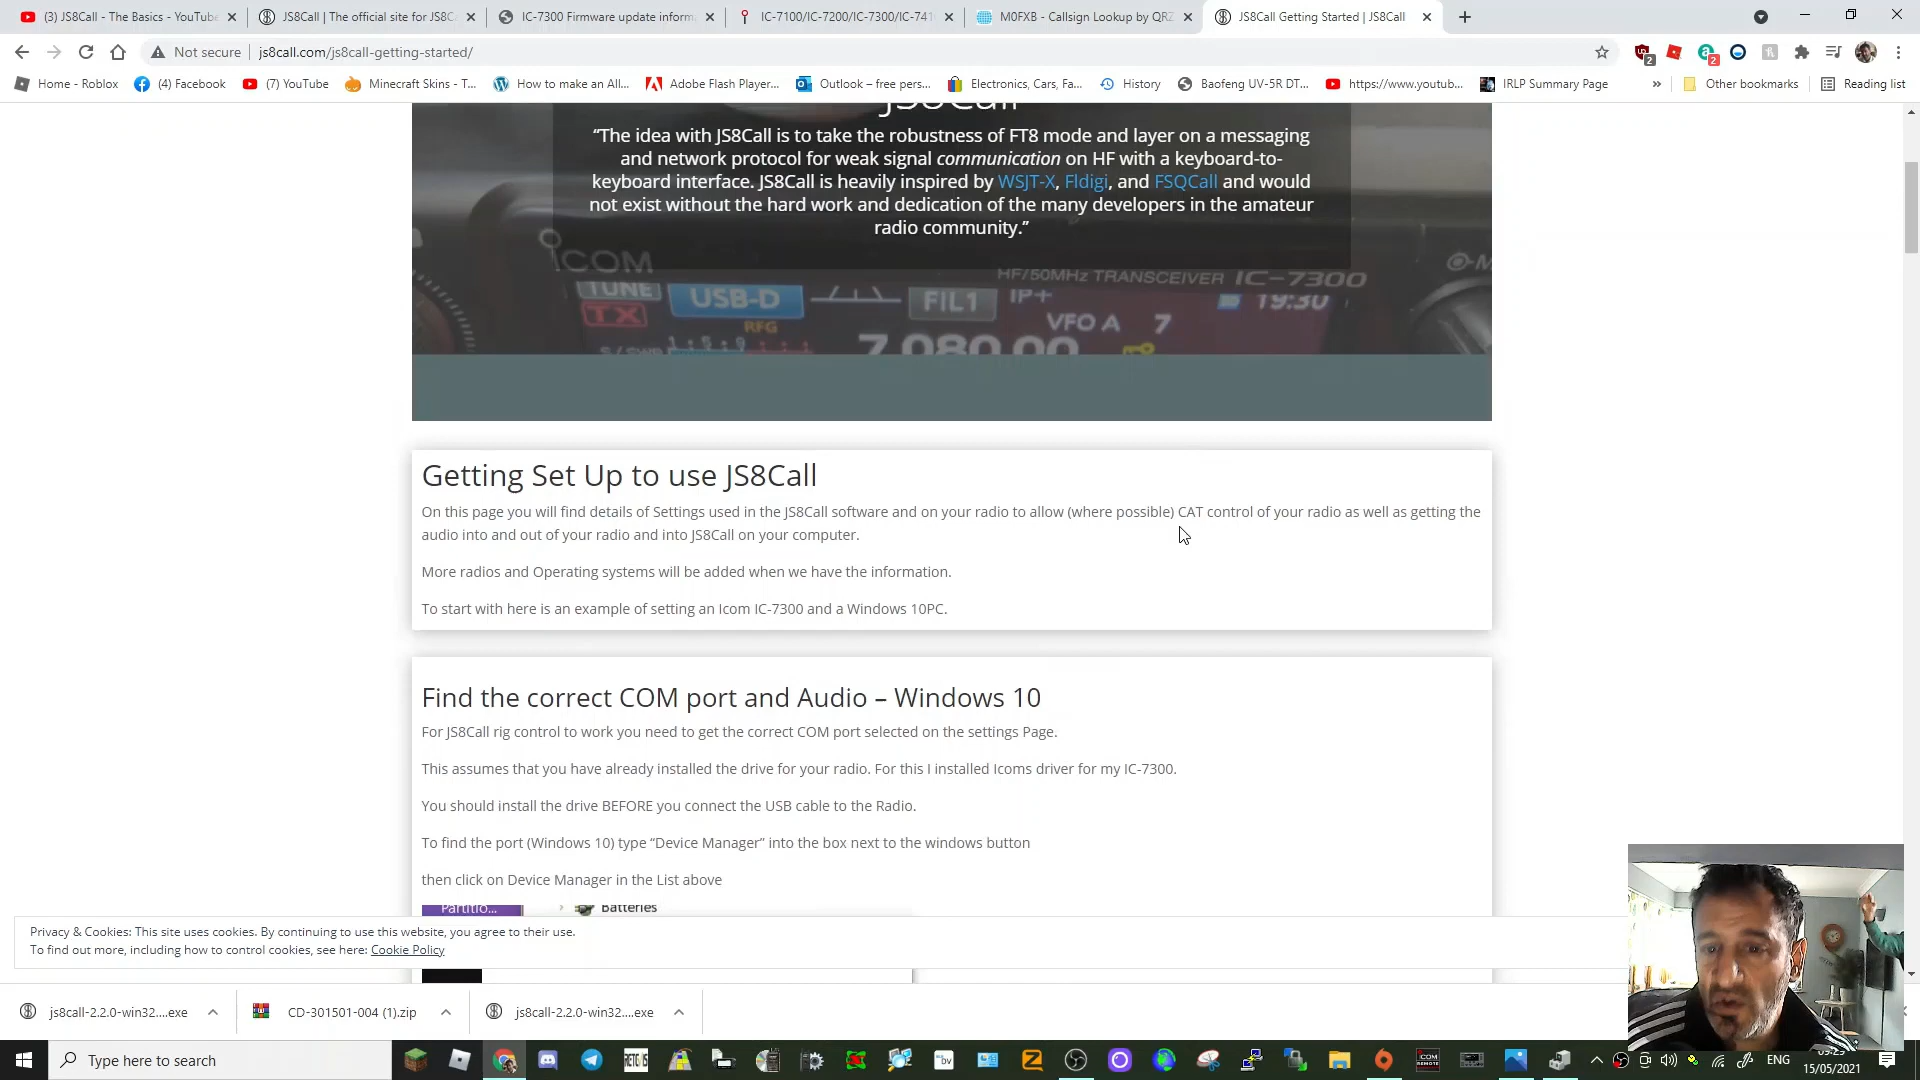 (3) JS8Call - The Basics - YouTube
JS8Call | The official site for JS8C
IC-7300 Firmware update inform
IC-7100/IC-7200/IC-7300/IC-741
M0FXB - Callsign Lookup by QRZ
JS8Call Getting Started | JS8Call
Not secure
js8call.com/js8call-getting-started/
2
2
Home - Roblox
(4) Facebook
(7) YouTube
Minecraft Skins - T...
How to make an All...
Adobe Flash Player...
Outlook – free pers...
Electronics, Cars, Fa...
History
Baofeng UV-5R DT...
https://www.youtub...
IRLP Summary Page
»
Other bookmarks
Reading list
JS8Call
“The idea with JS8Call is to take the robustness of FT8 mode and layer on a messaging
and network protocol for weak signal communication on HF with a keyboard-to-
keyboard interface. JS8Call is heavily inspired by WSJT-X, Fldigi, and FSQCall and would
not exist without the hard work and dedication of the many developers in the amateur
radio community.”
ICOM
HF/50MHz TRANSCEIVER IC-7300
TUNE
USB-D
FIL1
IP+
19:30
TX
RFG
VFO A
7
7.080.00
Getting Set Up to use JS8Call
On this page you will find details of Settings used in the JS8Call software and on your radio to allow (where possible) CAT control of your radio as well as getting the
audio into and out of your radio and into JS8Call on your computer.
More radios and Operating systems will be added when we have the information.
To start with here is an example of setting an Icom IC-7300 and a Windows 10PC.
Find the correct COM port and Audio – Windows 10
For JS8Call rig control to work you need to get the correct COM port selected on the settings Page.
This assumes that you have already installed the drive for your radio. For this I installed Icoms driver for my IC-7300.
You should install the drive BEFORE you connect the USB cable to the Radio.
To find the port (Windows 10) type “Device Manager” into the box next to the windows button
then click on Device Manager in the List above
Partitio...
Batteries
Privacy & Cookies: This site uses cookies. By continuing to use this website, you agree to their use.
To find out more, including how to control cookies, see here: Cookie Policy
js8call-2.2.0-win32....exe
CD-301501-004 (1).zip
js8call-2.2.0-win32....exe
Type here to search
ENG
09:29
15/05/2021